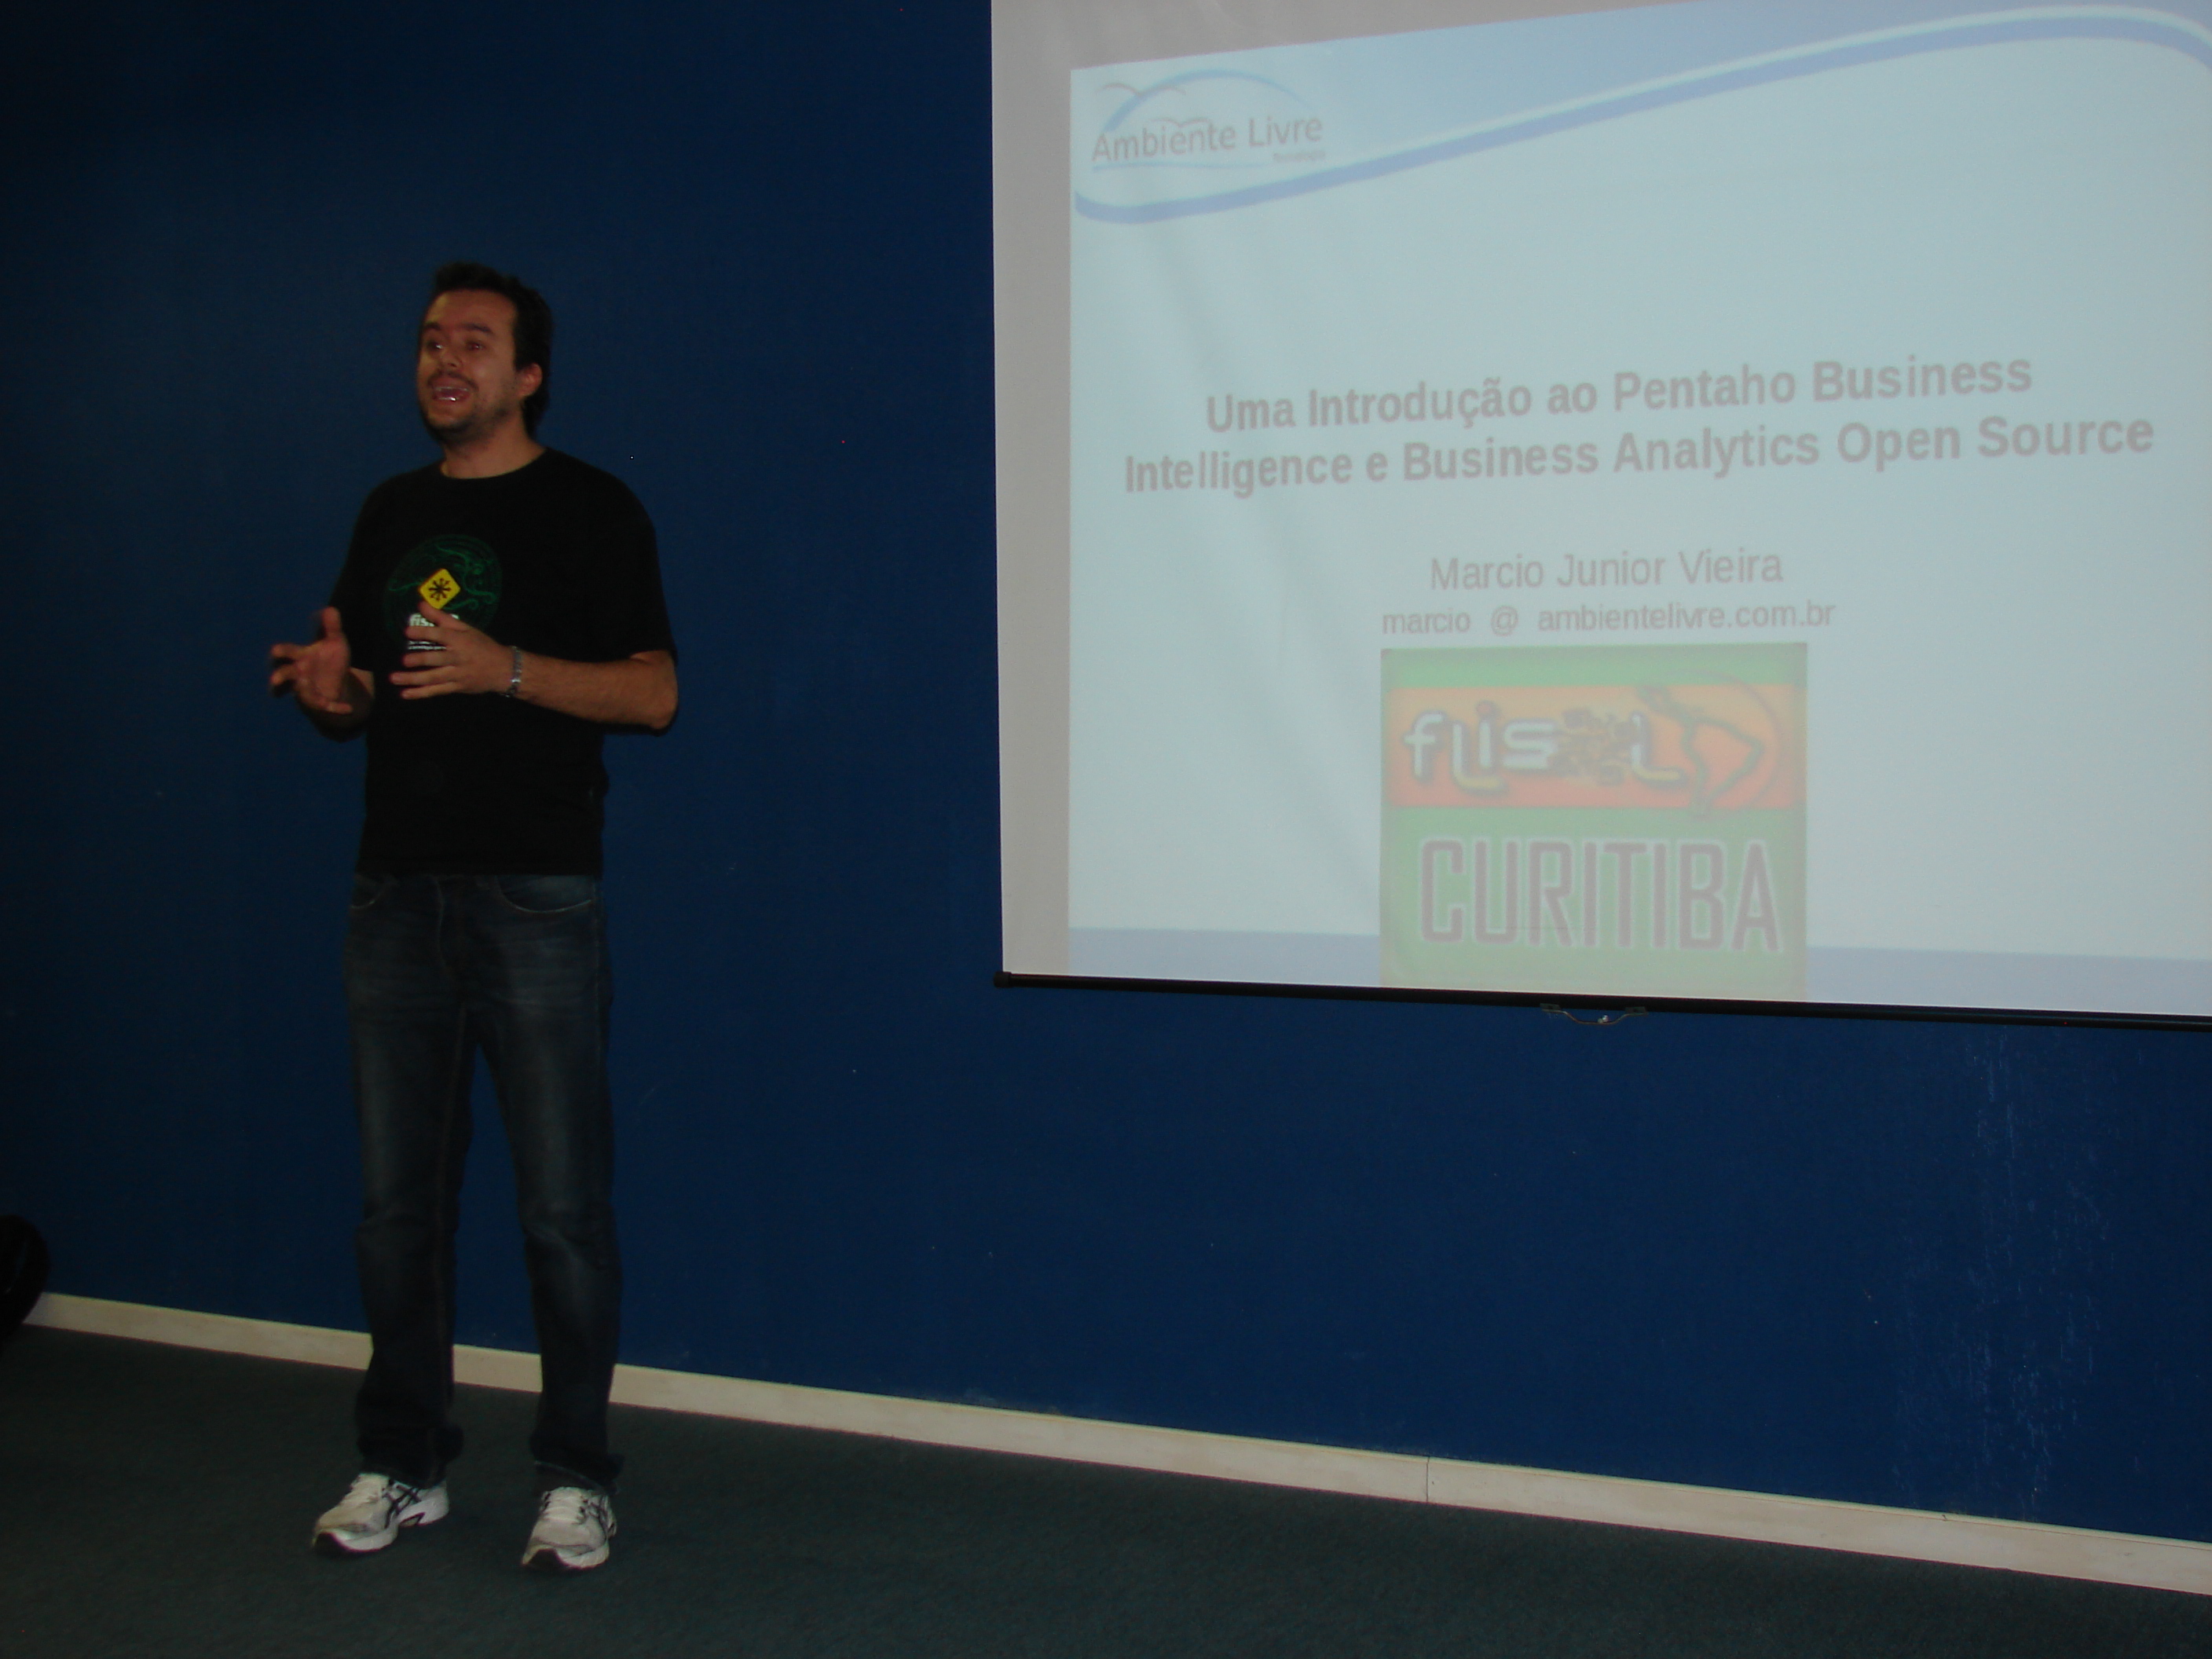 Ambiente Livre
Uma Introdução ao Pentaho Business
Intelligence e Business Analytics Open Source
Marcio Junior Vieira
marcio @ ambientelivre.com.br
flisol
CURITIBA